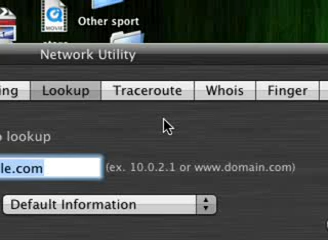 MOVIE
Other sport
Network Utility
ing Lookup Traceroute Whois Finger
o lookup
le.com (ex. 10.0.2.1 or www.domain.com)
Default Information